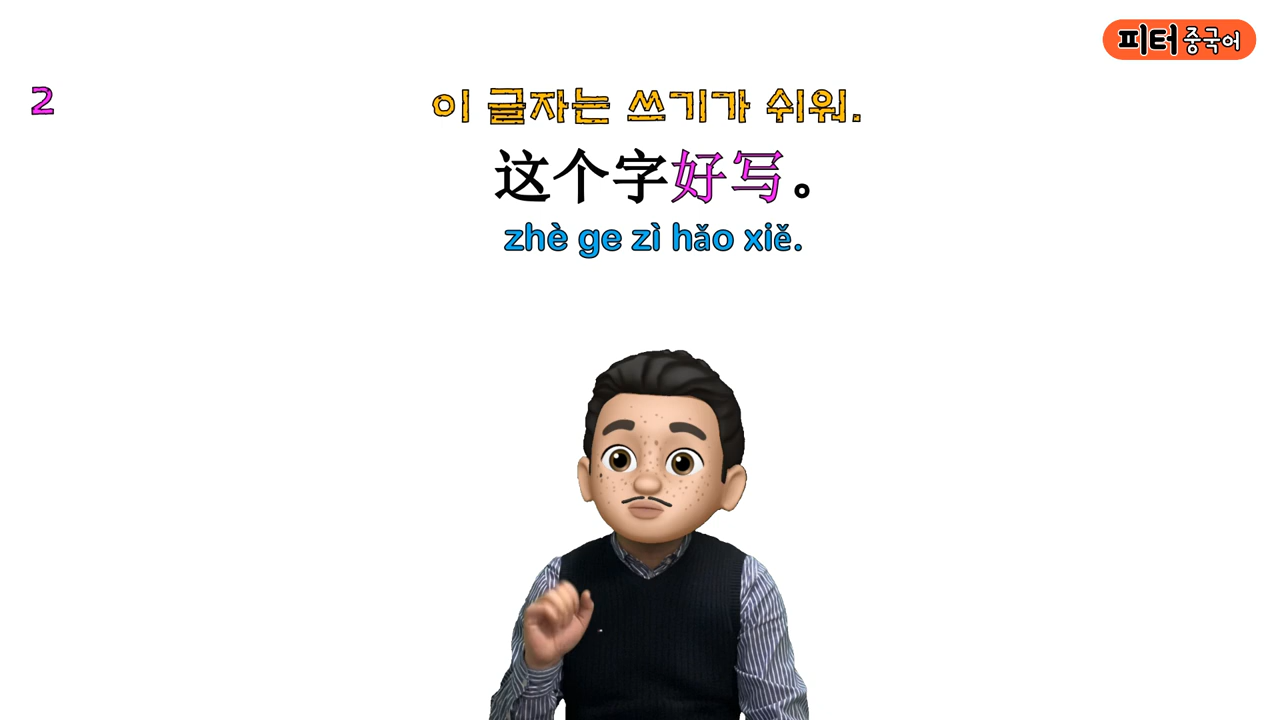 피터 중국어
2
이 글자는 쓰기가 쉬워.
这个字好写。
zhè ge zì hǎo xiě.